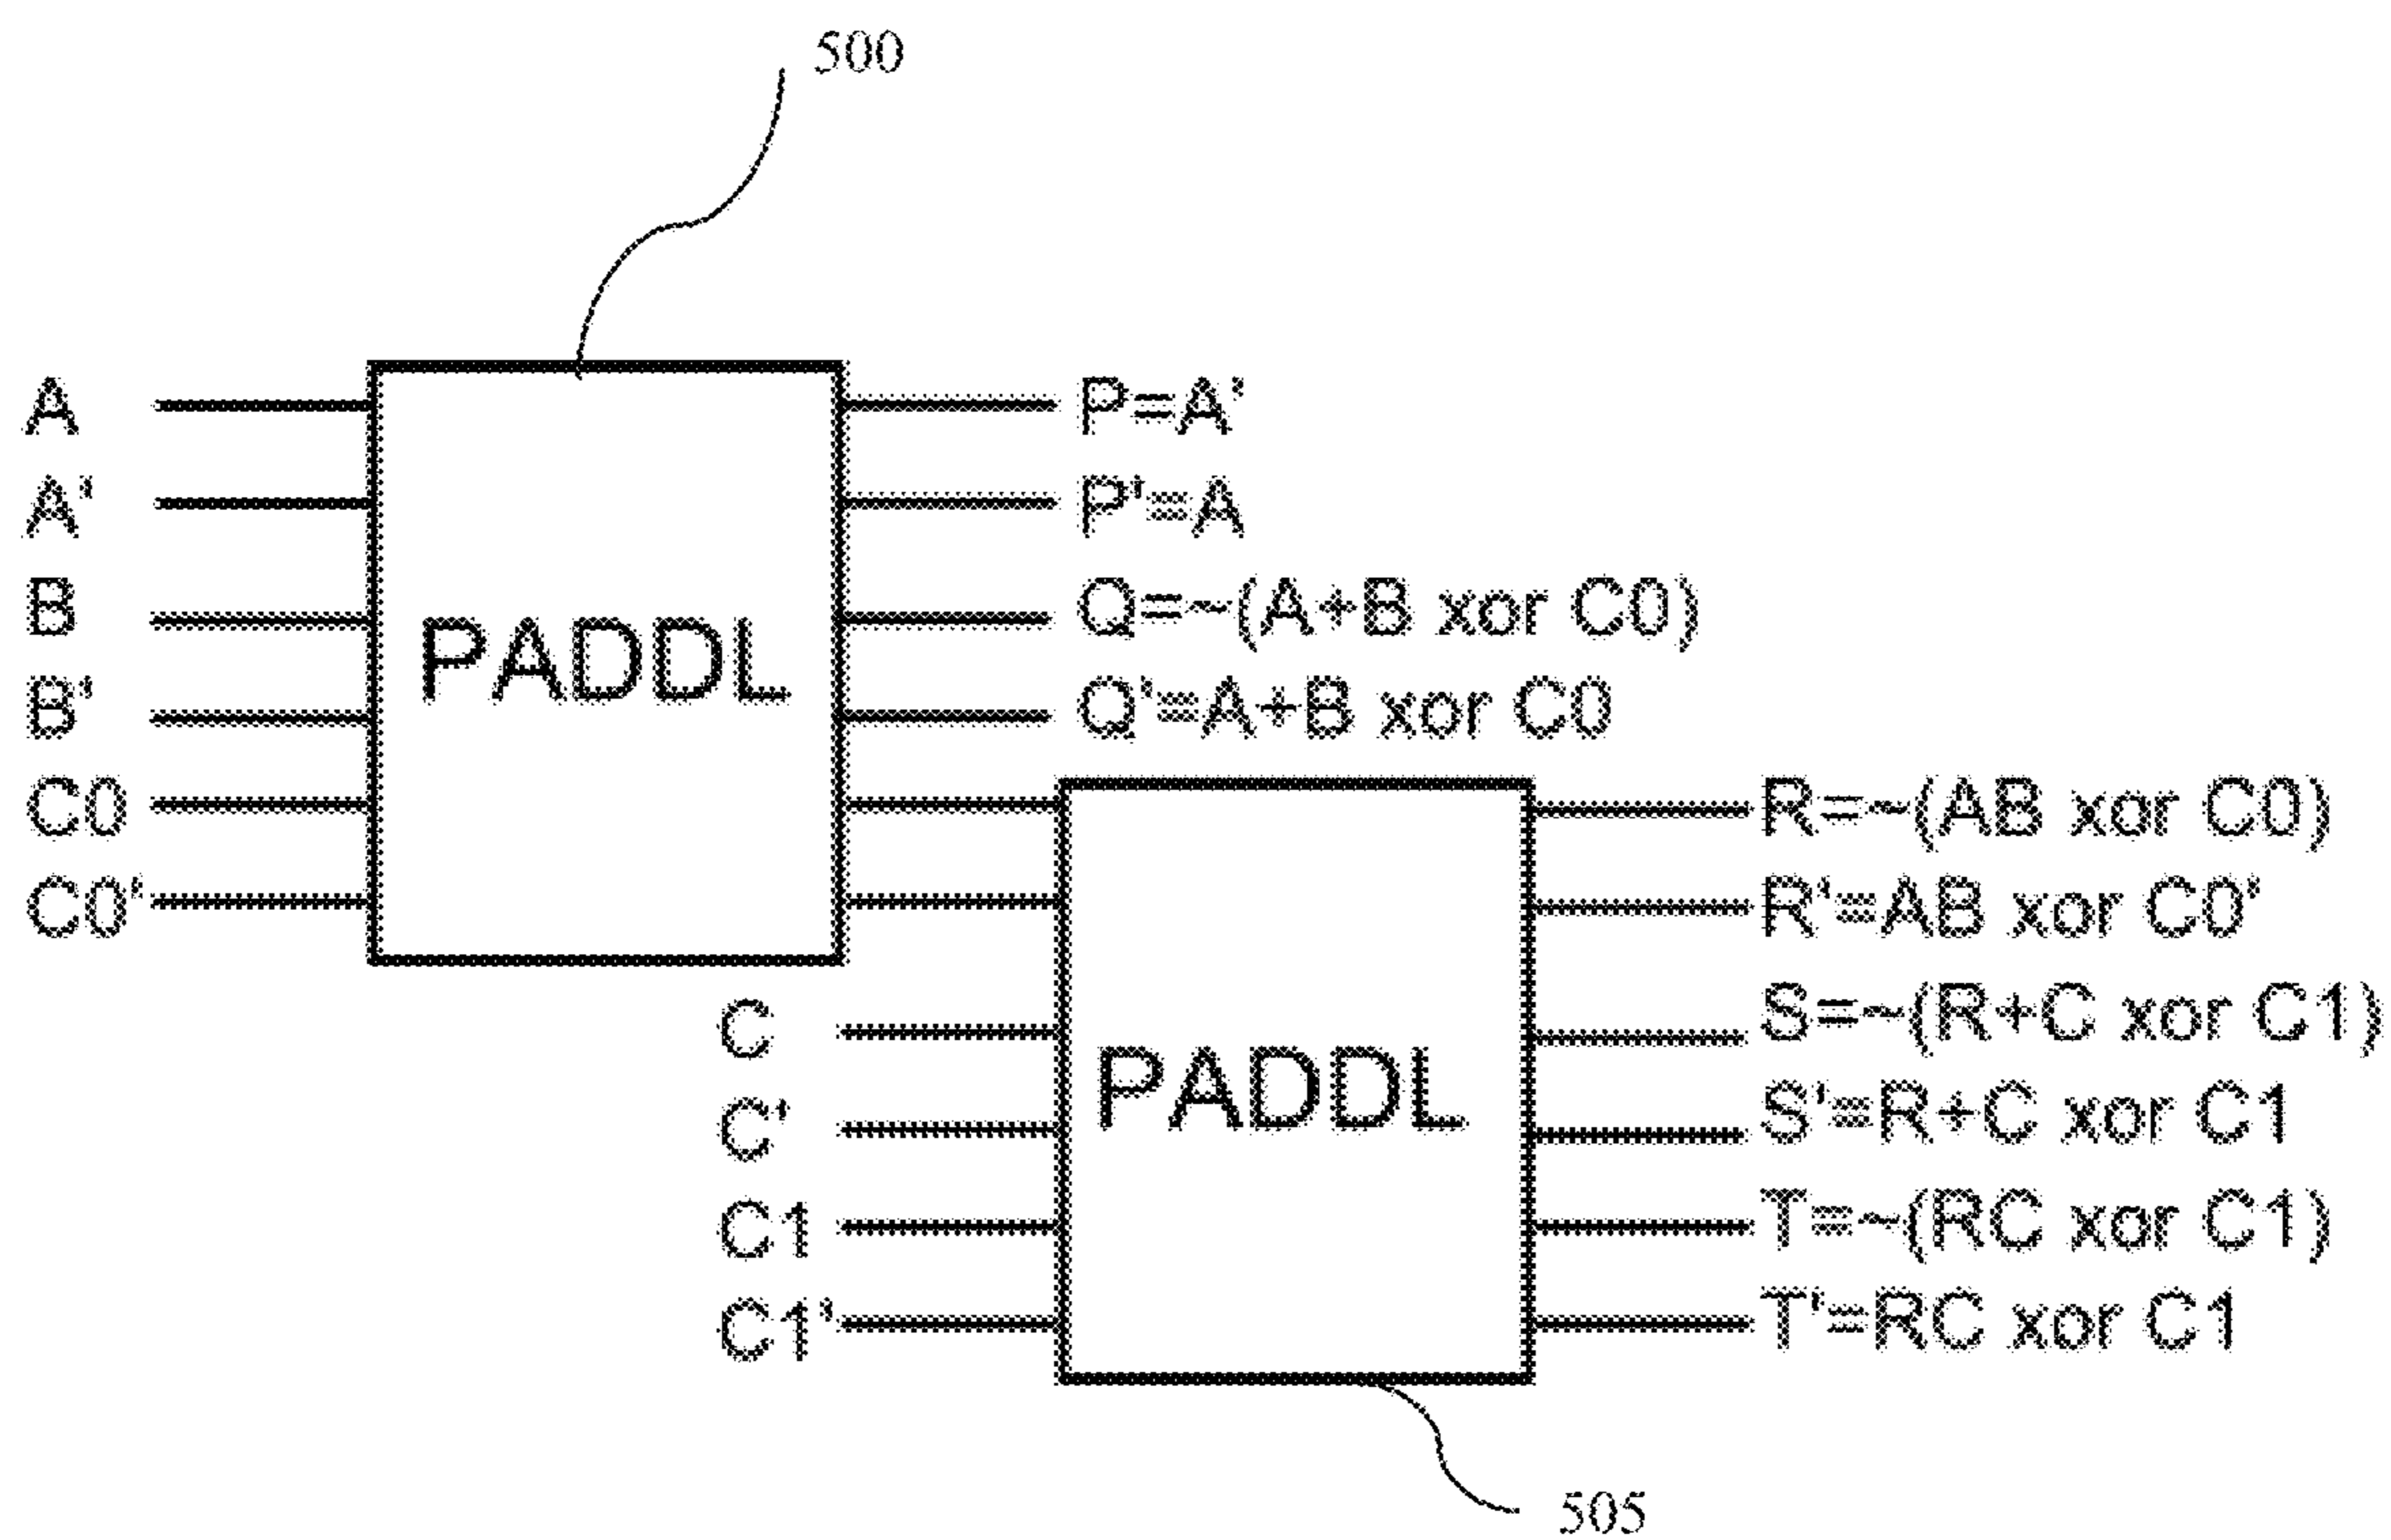 500
A
P=A'
A'
P'=A
B
Q=~(A+B xor C0)
PADDL
B'
Q'=A+B xor C0
C0
R=~(AB xor C0)
C0'
R'=AB xor C0'
C
S=~(R+C xor C1)
PADDL
C'
S'=R+C xor C1
C1
T=~(RC xor C1)
C1'
T'=RC xor C1
505